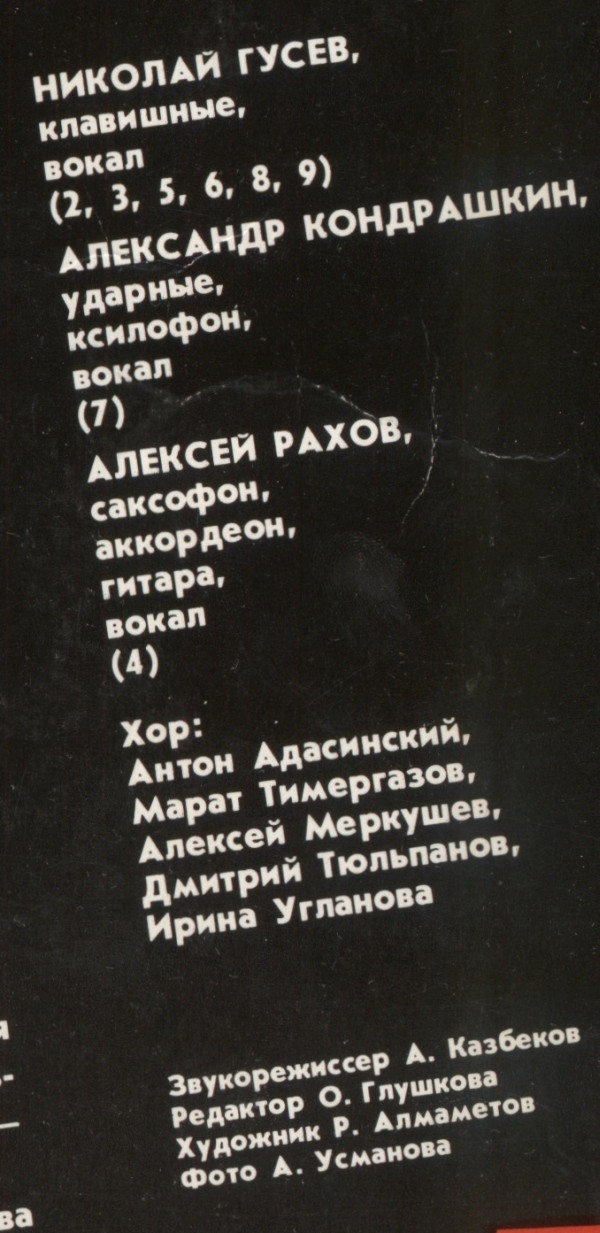 НИКОЛАЙ ГУСЕВ,
клавишные,
вокал
(2, 3, 5, 6, 8, 9)
АЛЕКСАНДР КОНДРАШКИН,
ударные,
ксилофон,
вокал
(7)
АЛЕКСЕЙ РАХОВ,
саксофон,
аккордеон,
гитара,
вокал
(4)
Хор:
Антон Адасинский,
Марат Тимергазов,
Алексей Меркушев,
Дмитрий Тюльпанов,
Ирина Угланова
Звукорежиссер А. Казбеков
Редактор О. Глушкова
Художник Р. Алмаметов
Фото А. Усманова